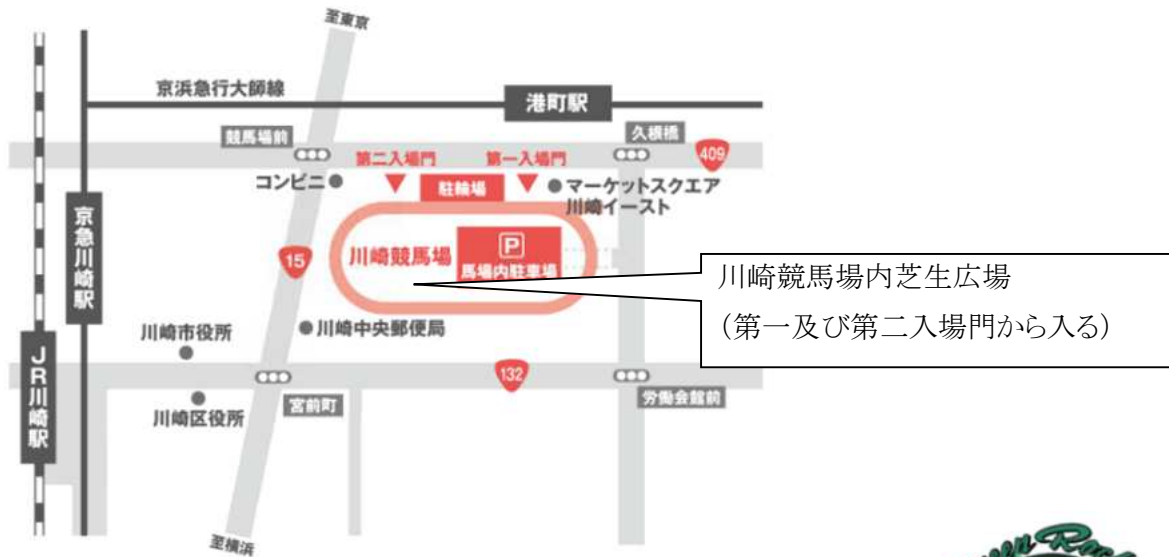 至東京
京浜急行大師線
港町駅
競馬場前
久根橋
409
第二入場門
第一入場門
コンビニ
駐輪場
マーケットスクエア
川崎イースト
京急川崎駅
15
川崎競馬場
P
馬場内駐車場
川崎競馬場内芝生広場
（第一及び第二入場門から入る）
川崎中央郵便局
川崎市役所
JR川崎駅
132
宮前町
労働会館前
川崎区役所
至横浜